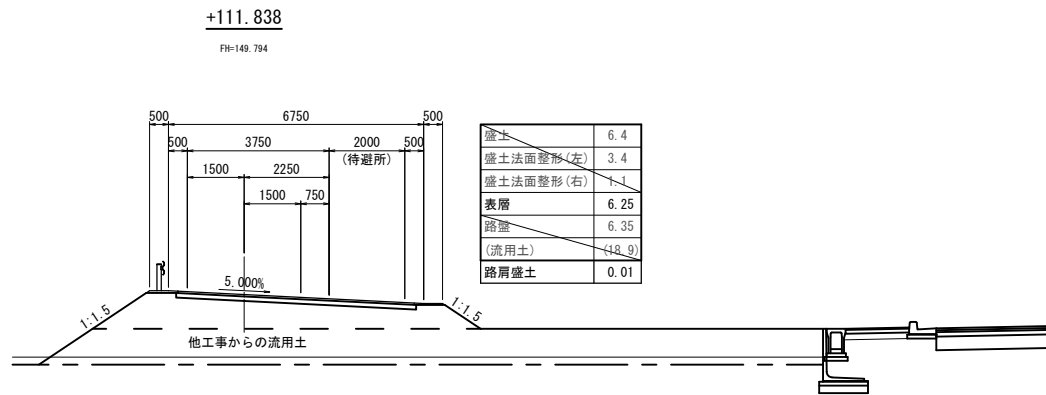 +111.838
FH=149.794
500 6750 500
500 3750 2000 500
(待避所)
1500 2250
1500 750
5.000%
1:1.5
1:1.5
他工事からの流用土
盛土 6.4
盛土法面整形(左) 3.4
盛土法面整形(右) 1.1
表層 6.25
路盤 6.35
(流用土) (18.9)
路肩盛土 0.01